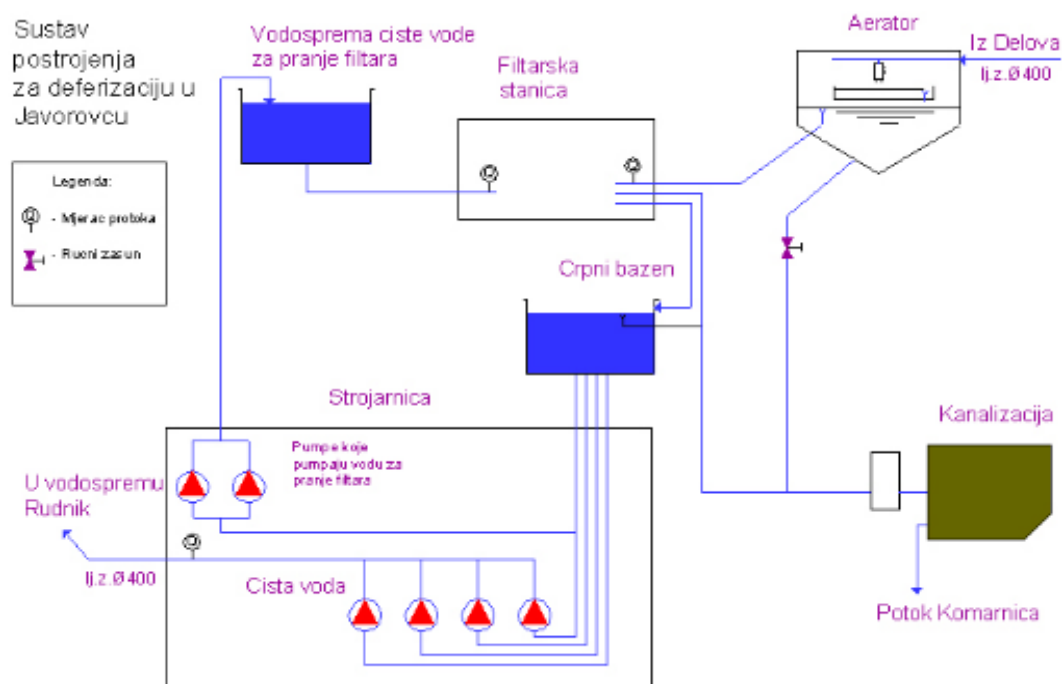 Sustav
postrojenja
za deferizaciju u
Javorovcu
Legenda:
- Mjerac protoka
- Rucni zasun
Vodosprema ciste vode
za pranje filtara
Filtarska
stanica
Aerator
Iz Delova
lj.z.Ø400
Crpni bazen
Strojarnica
Pumpe koje
pumpaju vodu za
pranje filtara
U vodospremu
Rudnik
lj.z.Ø400
Cista voda
Kanalizacija
Potok Komarnica